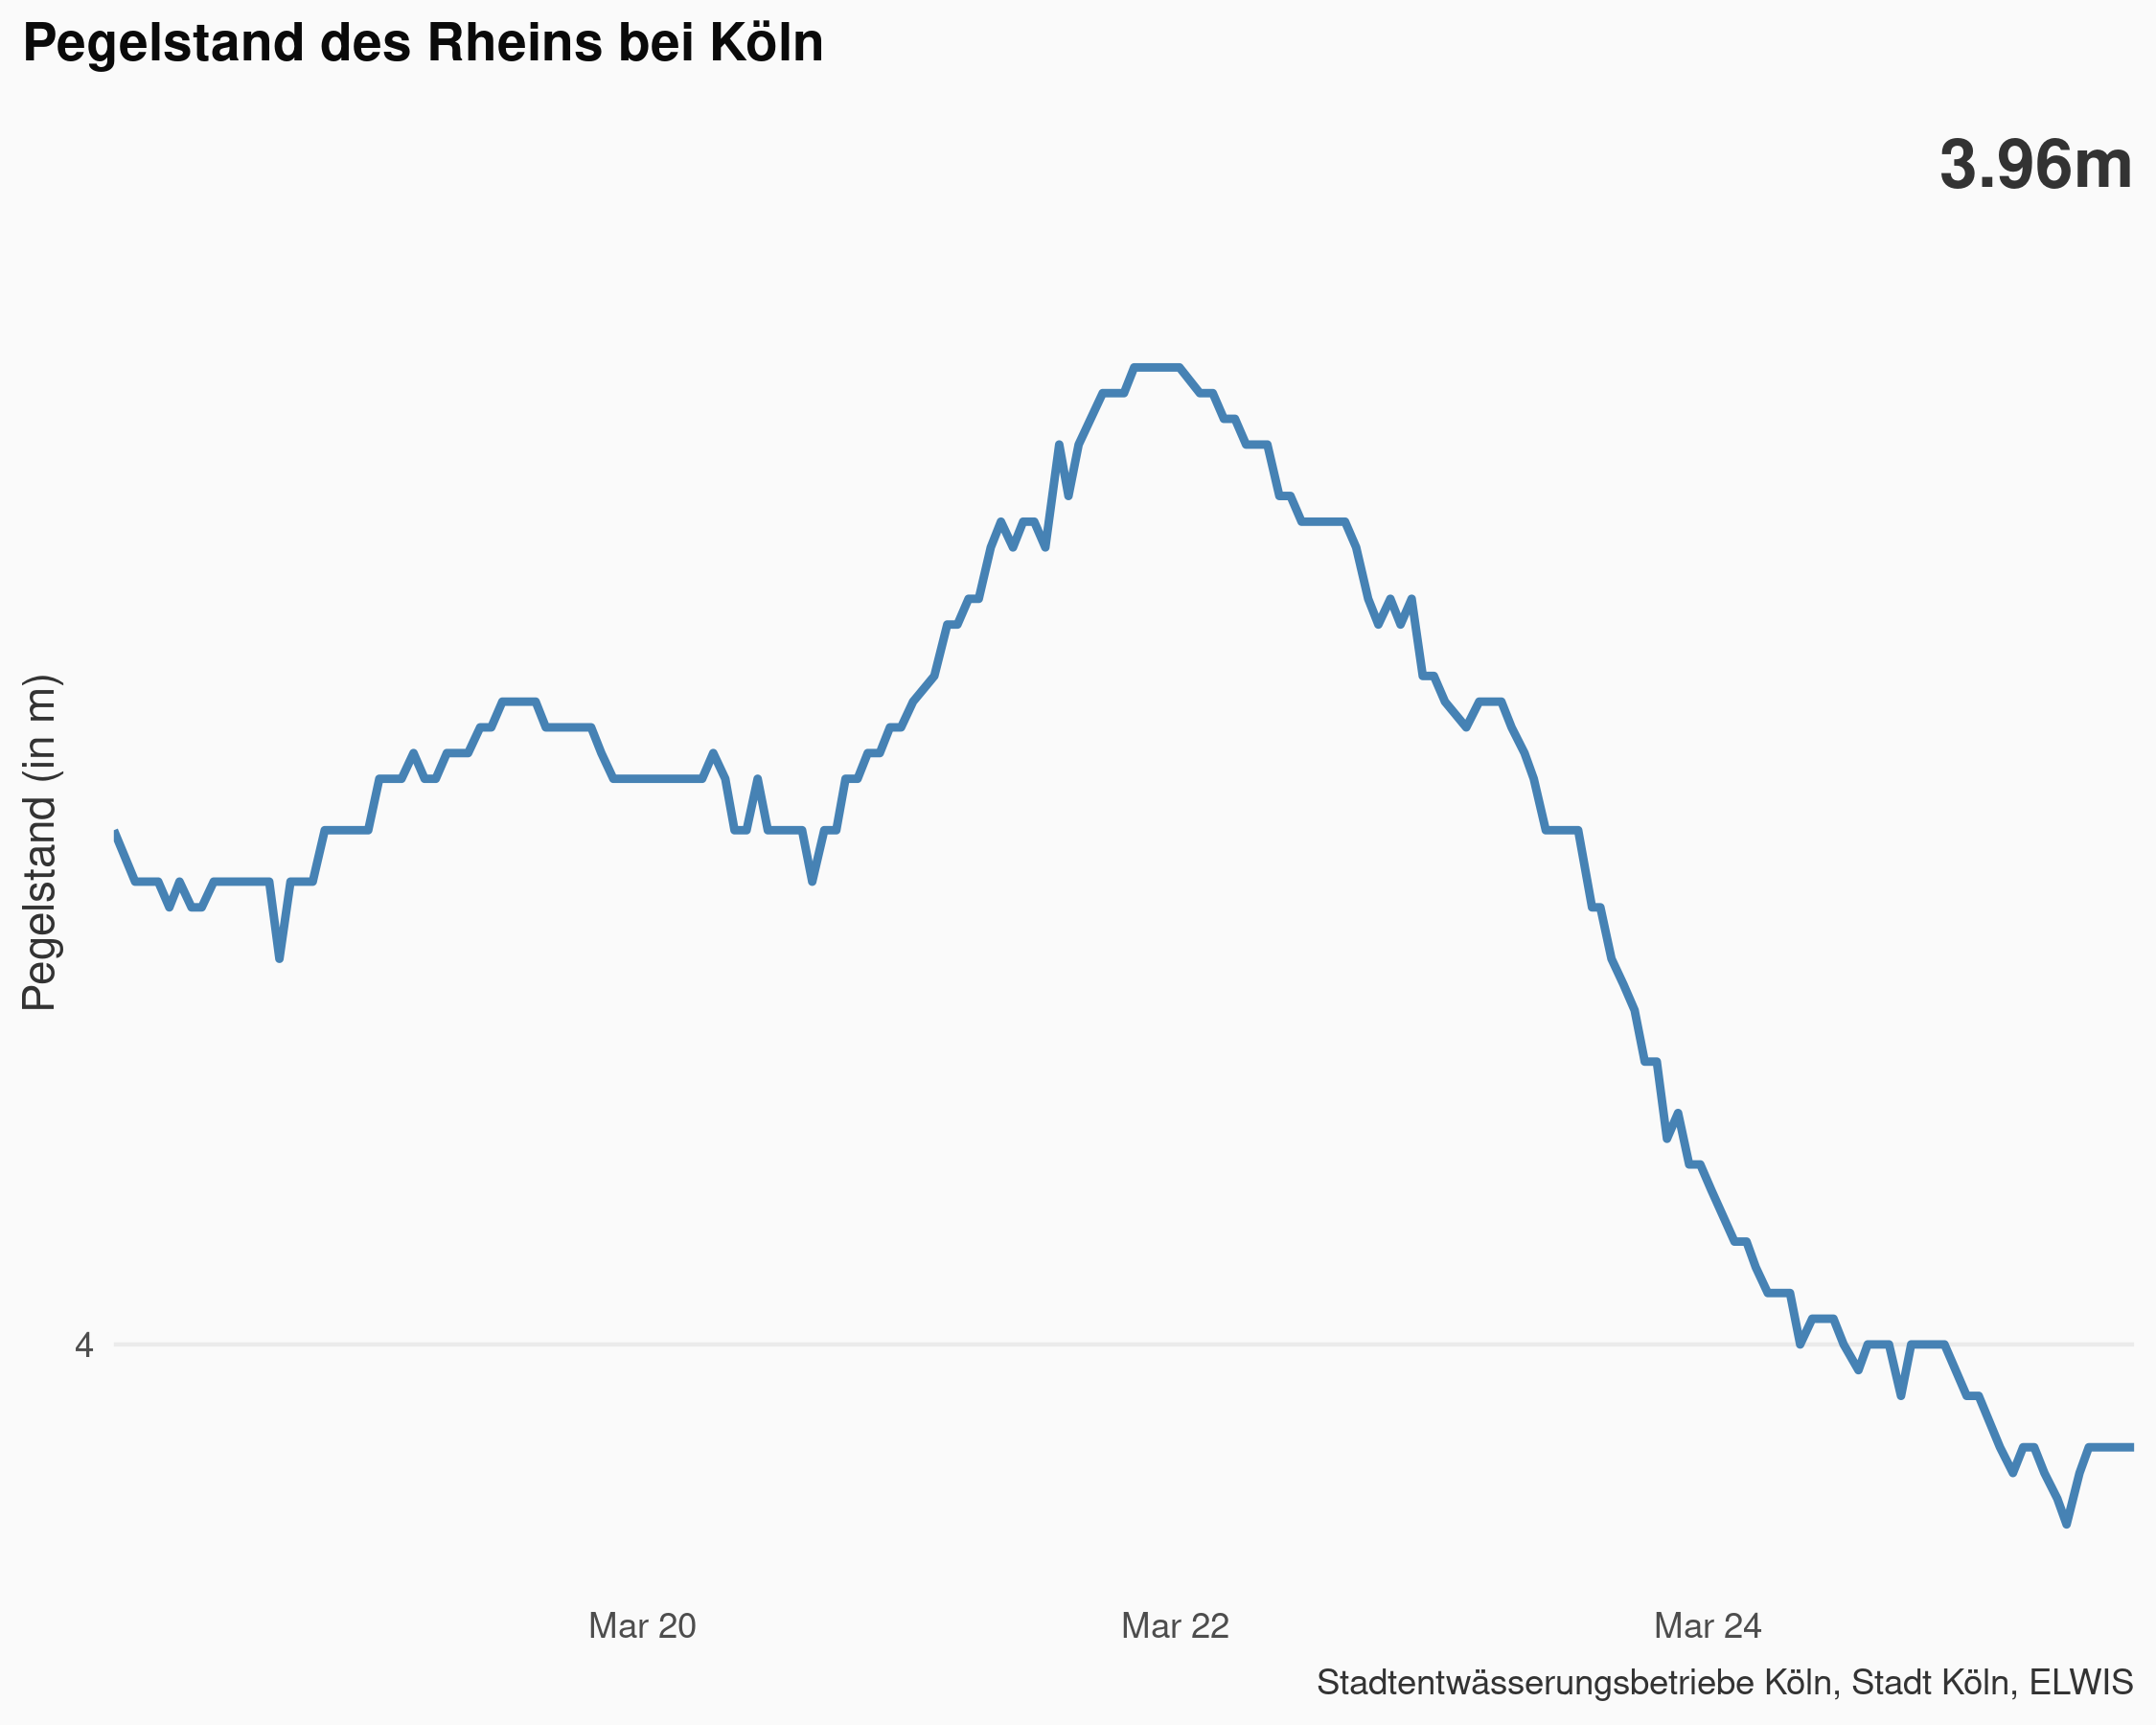 Pegelstand des Rheins bei Köln
3.96m
Pegelstand (in m)
4
Mar 20
Mar 22
Mar 24
Stadtentwässerungsbetriebe Köln, Stadt Köln, ELWIS